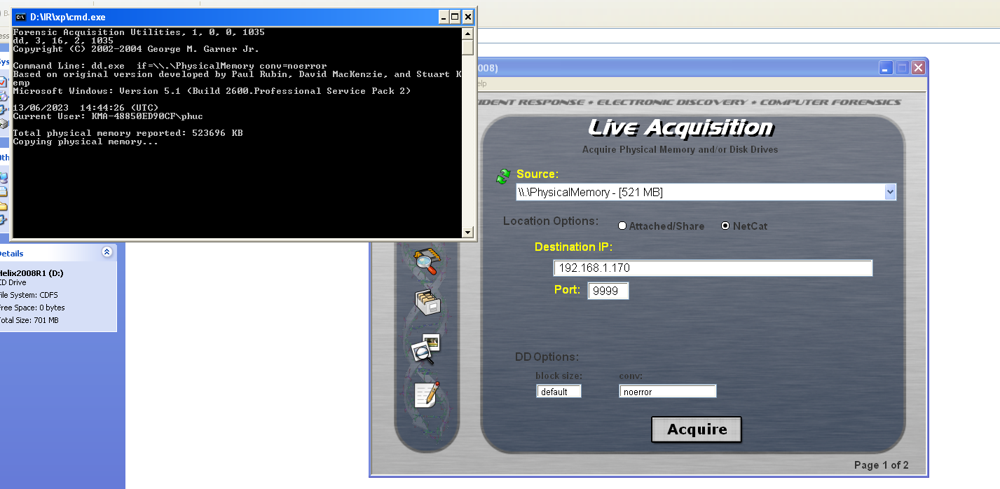 D:\IR\xp\cmd.exe
Forensic Acquisition Utilities, 1, 0, 0, 1035
dd, 3, 16, 2, 1035
Copyright (C) 2002-2004 George M. Garner Jr.
Command Line: dd.exe  if=\\.\PhysicalMemory conv=noerror
Based on original version developed by Paul Rubin, David MacKenzie, and Stuart K
emp
Microsoft Windows: Version 5.1 (Build 2600.Professional Service Pack 2)
13/06/2023  14:44:26 (UTC)
Current User: KMA-48850ED90CF\phuc
Total physical memory reported: 523696 KB
Copying physical memory...
008)
elp
IDENT RESPONSE • ELECTRONIC DISCOVERY • COMPUTER FORENSICS
Live Acquisition
Acquire Physical Memory and/or Disk Drives
Source:
\\.\PhysicalMemory - [521 MB]
Location Options:
Attached/Share
NetCat
Destination IP:
192.168.1.170
Port:
9999
DD Options:
block size:
conv:
default
noerror
Acquire
Page 1 of 2
etails
Helix2008R1 (D:)
CD Drive
File System: CDFS
Free Space: 0 bytes
Total Size: 701 MB